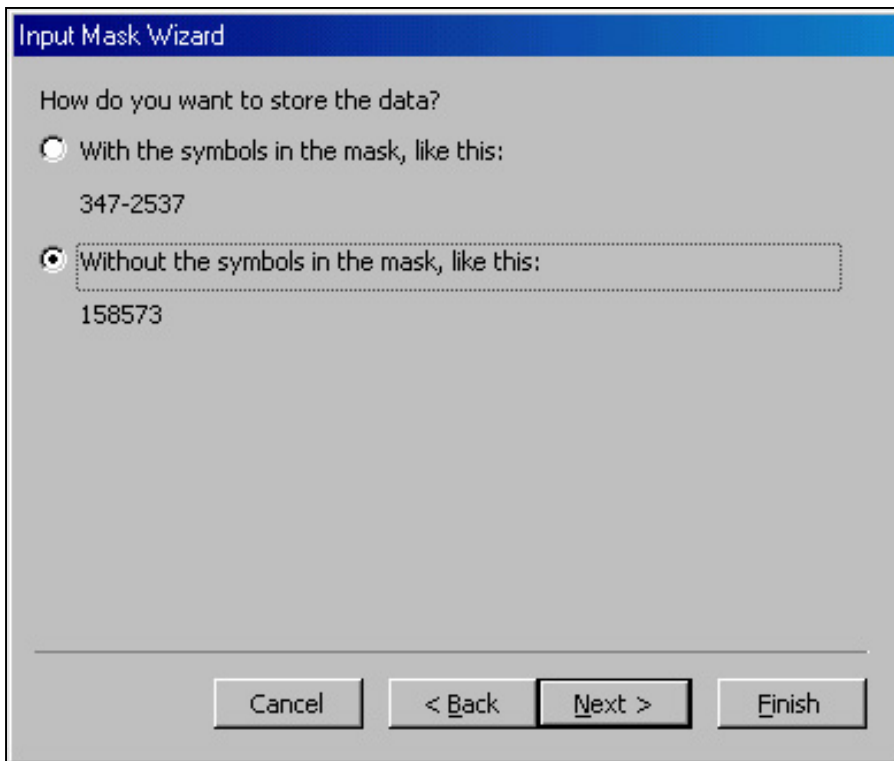 Input Mask Wizard
How do you want to store the data?
With the symbols in the mask, like this:
347-2537
Without the symbols in the mask, like this:
158573
Cancel
< Back
Next >
Finish